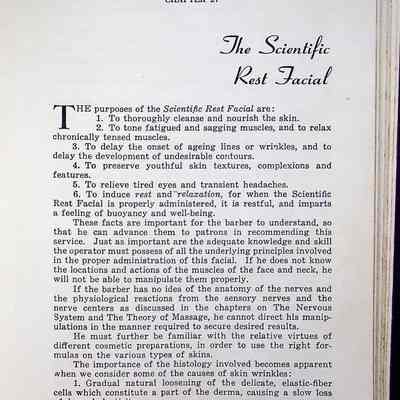 CHAPTER 27
The Scientific
Rest Facial
THE purposes of the Scientific Rest Facial are:
1. To thoroughly cleanse and nourish the skin.
2. To tone fatigued and sagging muscles, and to relax
chronically tensed muscles.
3. To delay the onset of ageing lines or wrinkles, and to
delay the development of undesirable contours.
4. To preserve youthful skin textures, complexions and
features.
5. To relieve tired eyes and transient headaches.
6. To induce rest and relaxation, for when the Scientific
Rest Facial is properly administered, it is restful, and imparts
a feeling of buoyancy and well-being.
These facts are important for the barber to understand, so
that he can advance them to patrons in recommending this
service. Just as important are the adequate knowledge and skill
the operator must possess of all the underlying principles involved
in the proper administration of this facial. If he does not know
the locations and actions of the muscles of the face and neck, he
will not be able to manipulate them properly.
If the barber has no idea of the anatomy of the nerves and
the physiological reactions from the sensory nerves and the
nerve centers as discussed in the chapters on The Nervous
System and The Theory of Massage, he cannot direct his manip-
ulations in the manner required to secure desired results.
He must further be familiar with the relative virtues of
different cosmetic preparations, in order to use the right for-
mulas on the various types of skins.
The importance of the histology involved becomes apparent
when we consider some of the causes of skin wrinkles:
1. Gradual natural loosening of the delicate, elastic-fiber
cells which constitute a part of the derma, causing a slow loss